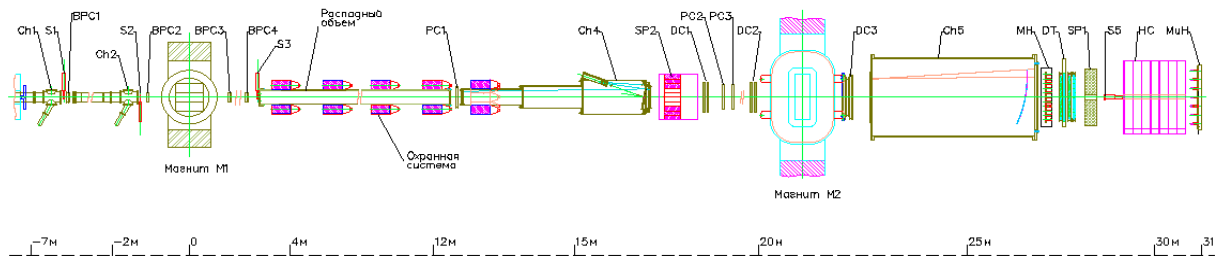 Ch1 S1 BPC1 Ch2 S2 BPC2 BPC3 BPC4 S3
Распадный
объем
PC1 Ch4 SP2 DC1 PC2 PC3 DC2 DC3 Ch5 MH DT SP1 S5 HC MuH
Магнит М1
Охранная
система
Магнит М2
-7м -2м 0 4м 12м 15м 20м 25м 30м 31